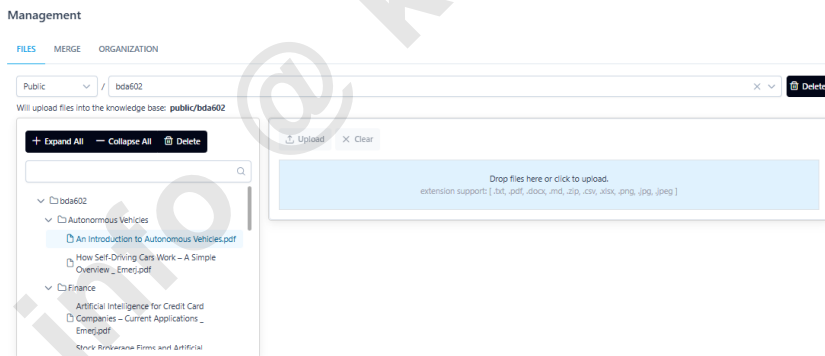 Management
FILES MERGE ORGANIZATION
Public / bda602 Delete
Will upload files into the knowledge base: public/bda602
Expand All Collapse All Delete
Upload Clear
Drop files here or click to upload.
extension support: [ .txt, .pdf, .docx, .md, .zip, .csv, .xlsx, .png, .jpg, .jpeg ]
bda602
Autonormous Vehicles
An Introduction to Autonomous Vehicles.pdf
How Self-Driving Cars Work – A Simple
Overview _ Emerj.pdf
Finance
Artificial Intelligence for Credit Card
Companies – Current Applications _
Emerj.pdf
Stock Brokerage Firms and Artificial
info @ k